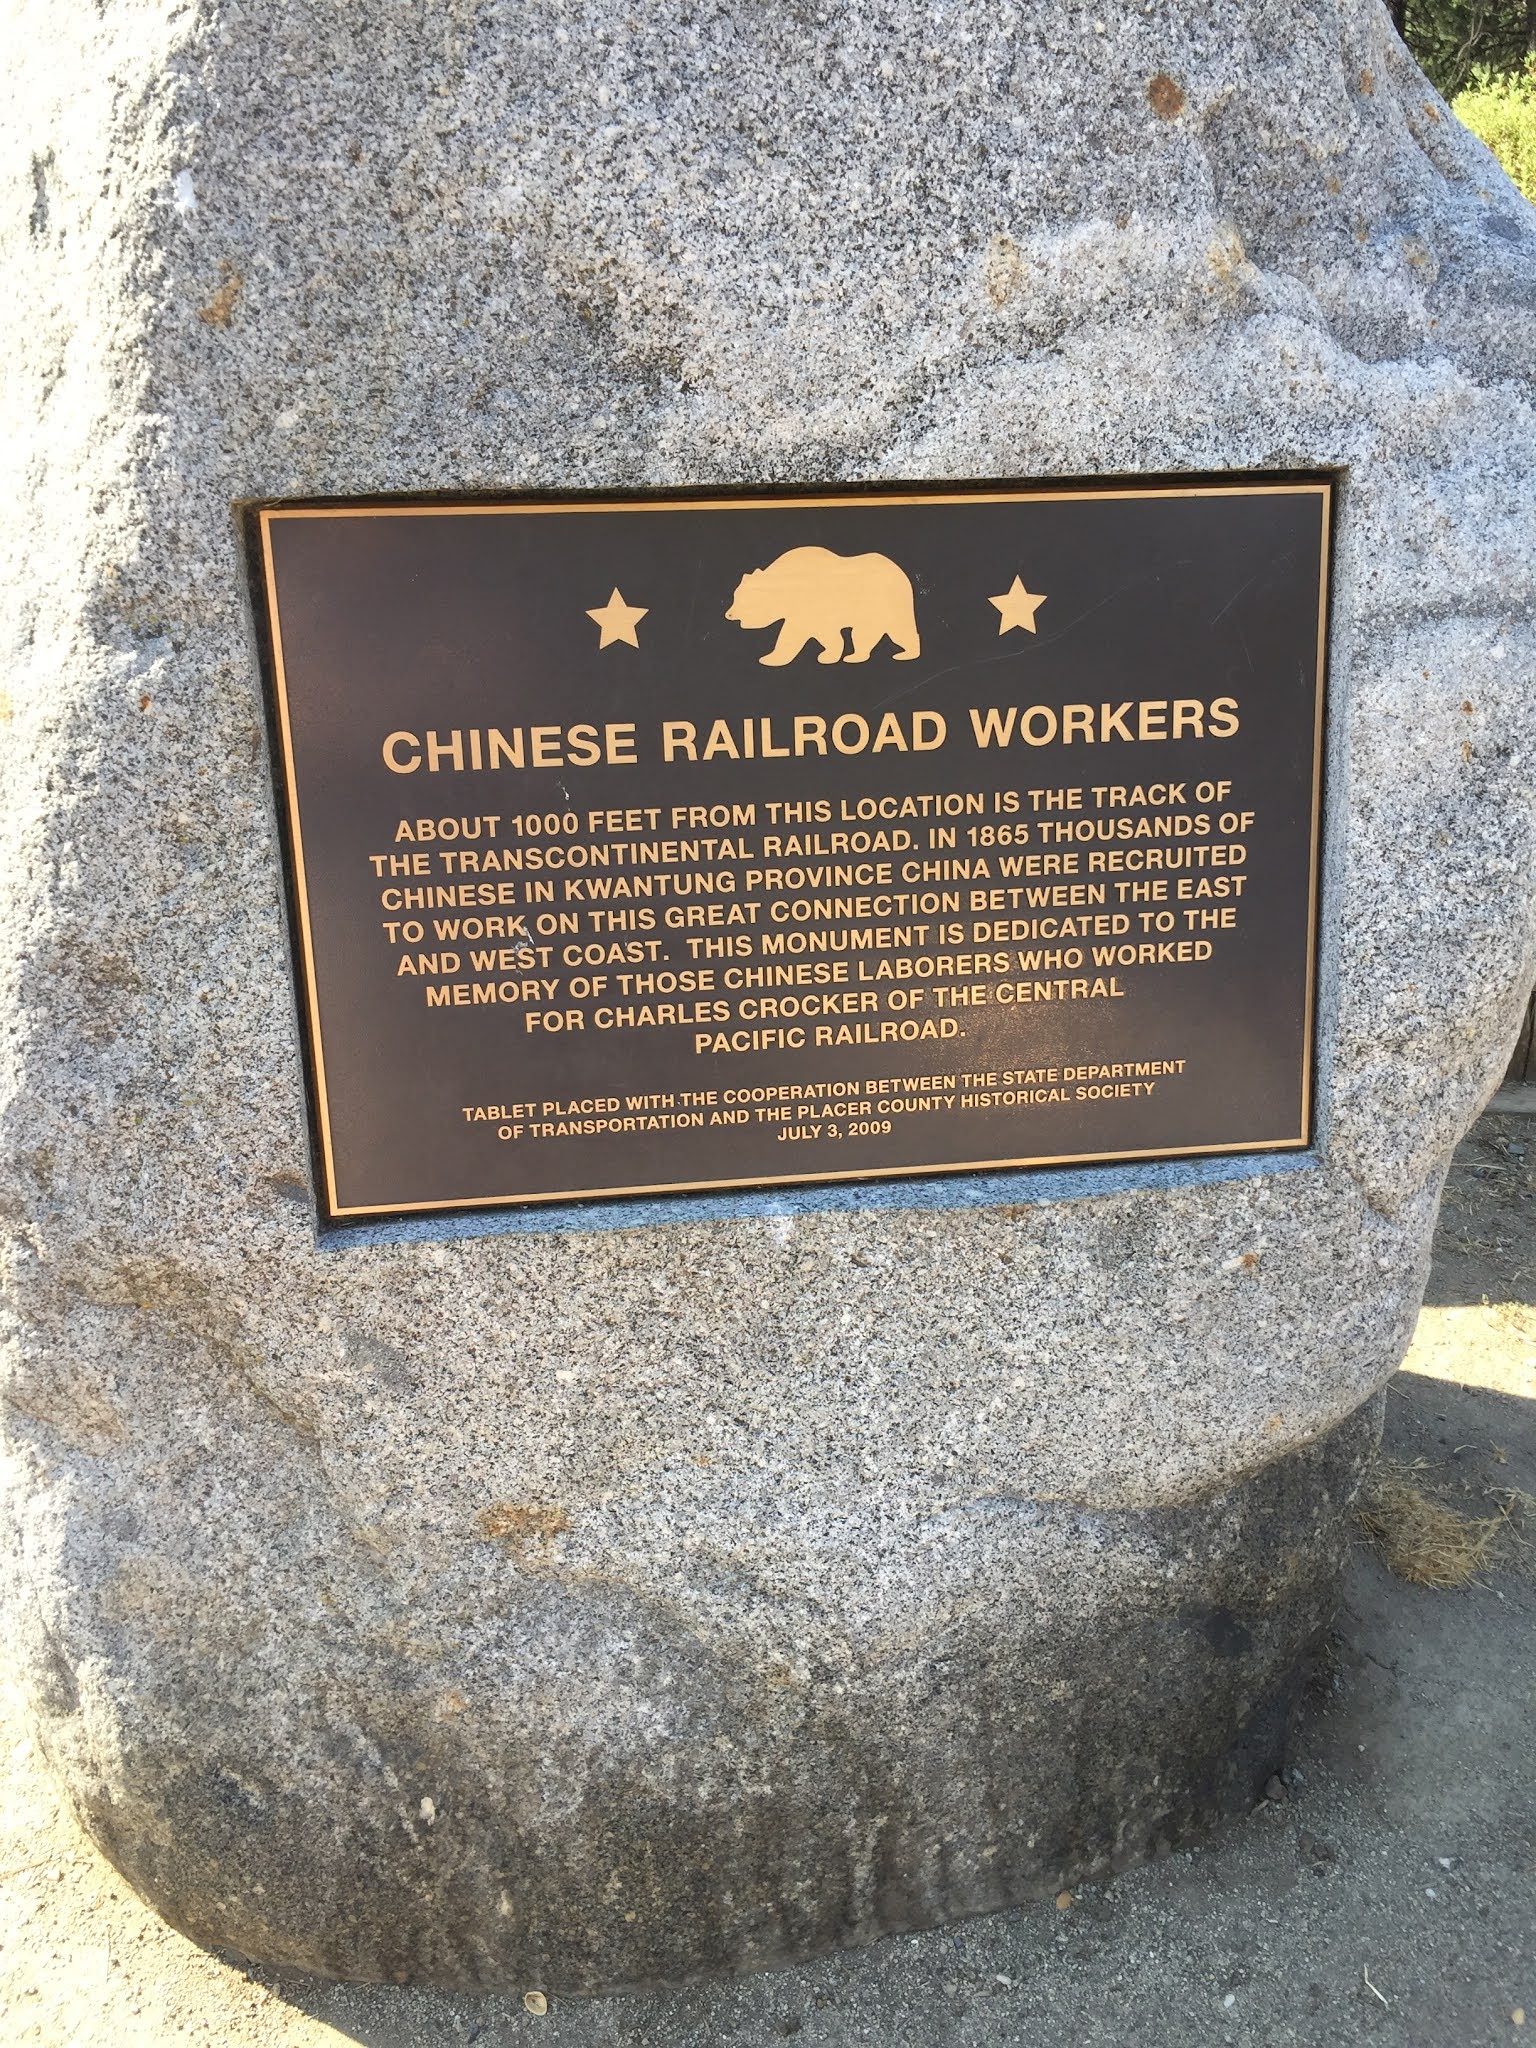 CHINESE RAILROAD WORKERS
ABOUT 1000 FEET FROM THIS LOCATION IS THE TRACK OF
THE TRANSCONTINENTAL RAILROAD. IN 1865 THOUSANDS OF
CHINESE IN KWANTUNG PROVINCE CHINA WERE RECRUITED
TO WORK ON THIS GREAT CONNECTION BETWEEN THE EAST
AND WEST COAST. THIS MONUMENT IS DEDICATED TO THE
MEMORY OF THOSE CHINESE LABORERS WHO WORKED
FOR CHARLES CROCKER OF THE CENTRAL
PACIFIC RAILROAD.
TABLET PLACED WITH THE COOPERATION BETWEEN THE STATE DEPARTMENT
OF TRANSPORTATION AND THE PLACER COUNTY HISTORICAL SOCIETY
JULY 3, 2009